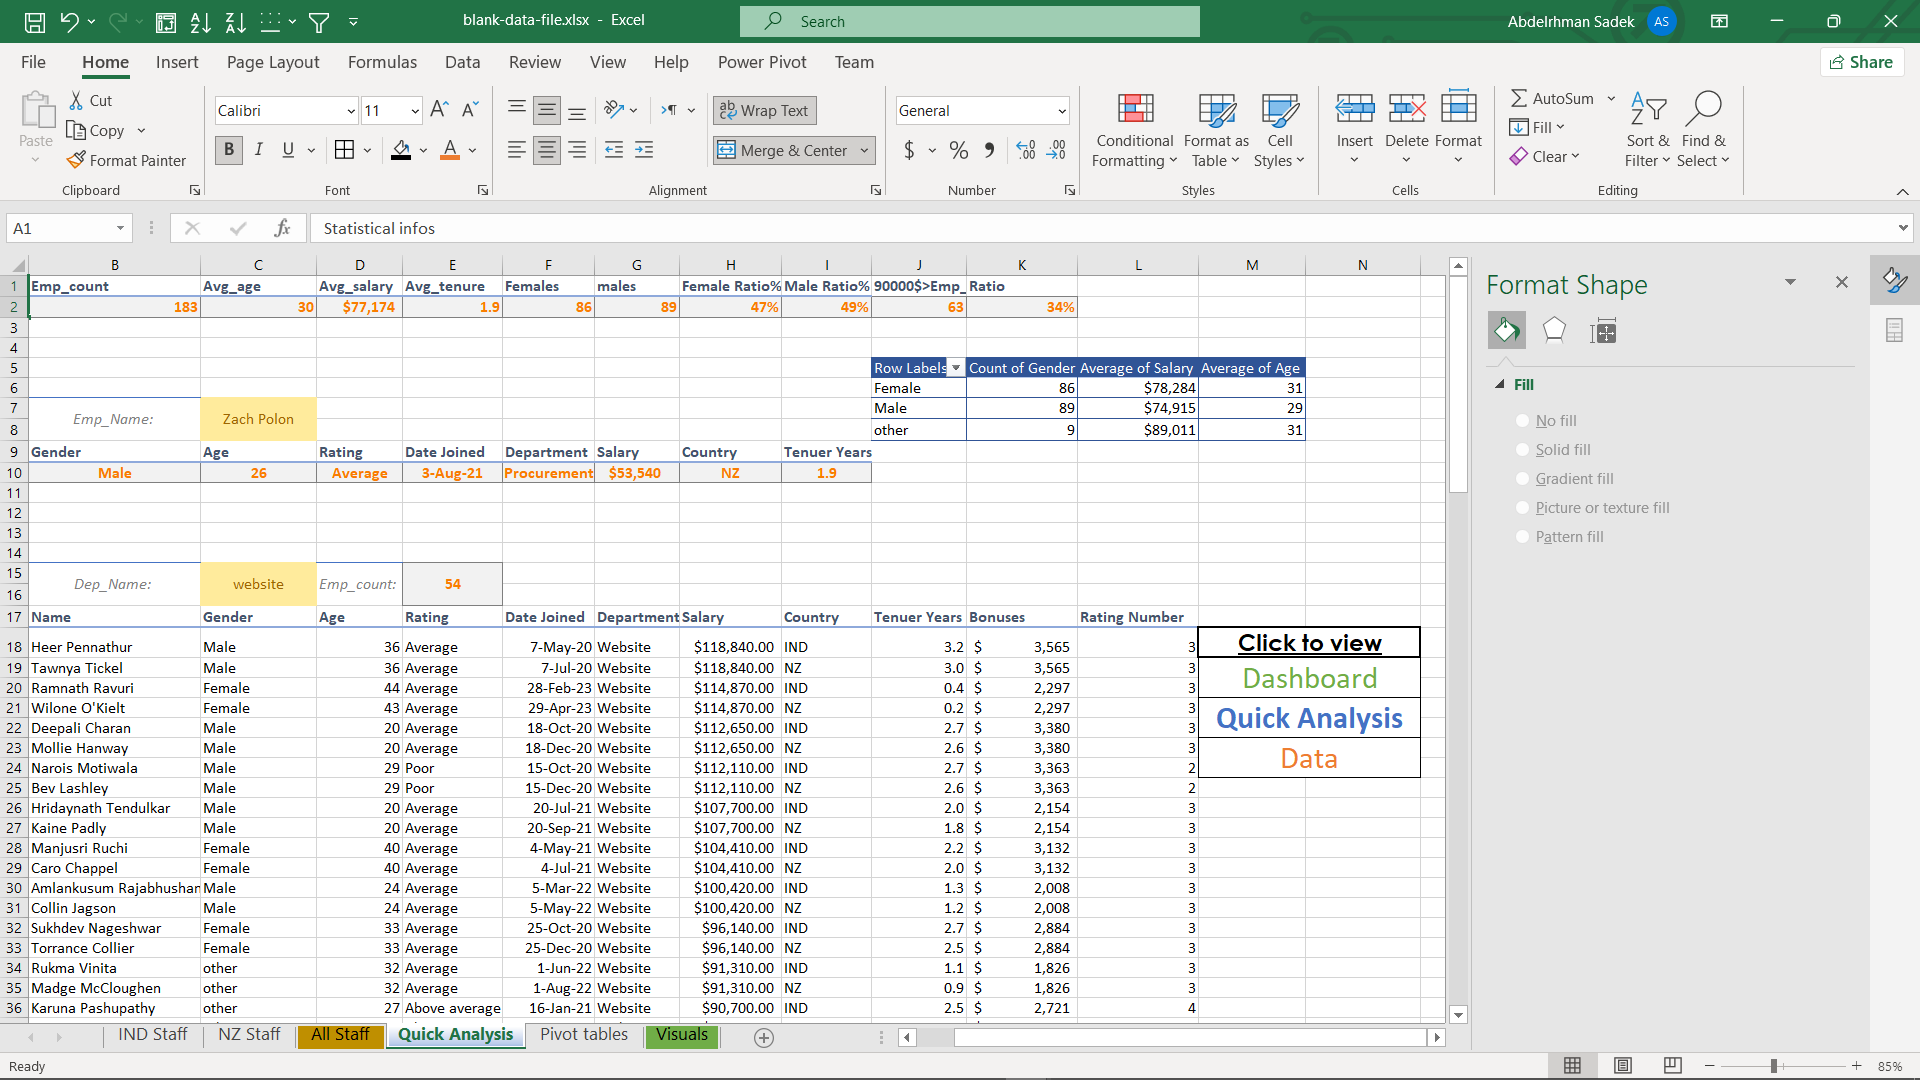 blank-data-file.xlsx - Excel
Search
Abdelrhman Sadek AS
File Home Insert Page Layout Formulas Data Review View Help Power Pivot Team Share
Paste Cut Copy Format Painter Clipboard
Calibri 11 B I U A Font
Wrap Text Merge & Center Alignment
General $ % Number
Conditional Formatting Format as Table Cell Styles Styles
Insert Delete Format Cells
AutoSum Fill Clear Sort & Filter Find & Select Editing
A1 fx Statistical infos
B C D E F G H I J K L M N
1 Emp_count Avg_age Avg_salary Avg_tenure Females males Female Ratio% Male Ratio% 90000$>Emp_ Ratio
2 183 30 $77,174 1.9 86 89 47% 49% 63 34%
3
4
5 Row Labels Count of Gender Average of Salary Average of Age
6 Female 86 $78,284 31
7 Male 89 $74,915 29
Emp_Name: Zach Polon
8 other 9 $89,011 31
9 Gender Age Rating Date Joined Department Salary Country Tenuer Years
10 Male 26 Average 3-Aug-21 Procurement $53,540 NZ 1.9
11
12
13
14
15
Dep_Name: website Emp_count: 54
16
17 Name Gender Age Rating Date Joined Department Salary Country Tenuer Years Bonuses Rating Number
18 Heer Pennathur Male 36 Average 7-May-20 Website $118,840.00 IND 3.2 $ 3,565 3
19 Tawnya Tickel Male 36 Average 7-Jul-20 Website $118,840.00 NZ 3.0 $ 3,565 3
20 Ramnath Ravuri Female 44 Average 28-Feb-23 Website $114,870.00 IND 0.4 $ 2,297 3
21 Wilone O'Kielt Female 43 Average 29-Apr-23 Website $114,870.00 NZ 0.2 $ 2,297 3
22 Deepali Charan Male 20 Average 18-Oct-20 Website $112,650.00 IND 2.7 $ 3,380 3
23 Mollie Hanway Male 20 Average 18-Dec-20 Website $112,650.00 NZ 2.6 $ 3,380 3
24 Narois Motiwala Male 29 Poor 15-Oct-20 Website $112,110.00 IND 2.7 $ 3,363 2
25 Bev Lashley Male 29 Poor 15-Dec-20 Website $112,110.00 NZ 2.6 $ 3,363 2
26 Hridaynath Tendulkar Male 20 Average 20-Jul-21 Website $107,700.00 IND 2.0 $ 2,154 3
27 Kaine Padly Male 20 Average 20-Sep-21 Website $107,700.00 NZ 1.8 $ 2,154 3
28 Manjusri Ruchi Female 40 Average 4-May-21 Website $104,410.00 IND 2.2 $ 3,132 3
29 Caro Chappel Female 40 Average 4-Jul-21 Website $104,410.00 NZ 2.0 $ 3,132 3
30 Amlankusum Rajabhushan Male 24 Average 5-Mar-22 Website $100,420.00 IND 1.3 $ 2,008 3
31 Collin Jagson Male 24 Average 5-May-22 Website $100,420.00 NZ 1.2 $ 2,008 3
32 Sukhdev Nageshwar Female 33 Average 25-Oct-20 Website $96,140.00 IND 2.7 $ 2,884 3
33 Torrance Collier Female 33 Average 25-Dec-20 Website $96,140.00 NZ 2.5 $ 2,884 3
34 Rukma Vinita other 32 Average 1-Jun-22 Website $91,310.00 IND 1.1 $ 1,826 3
35 Madge McCloughen other 32 Average 1-Aug-22 Website $91,310.00 NZ 0.9 $ 1,826 3
36 Karuna Pashupathy other 27 Above average 16-Jan-21 Website $90,700.00 IND 2.5 $ 2,721 4
Click to view
Dashboard
Quick Analysis
Data
Format Shape
Fill
No fill
Solid fill
Gradient fill
Picture or texture fill
Pattern fill
IND Staff NZ Staff All Staff Quick Analysis Pivot tables Visuals
Ready 85%